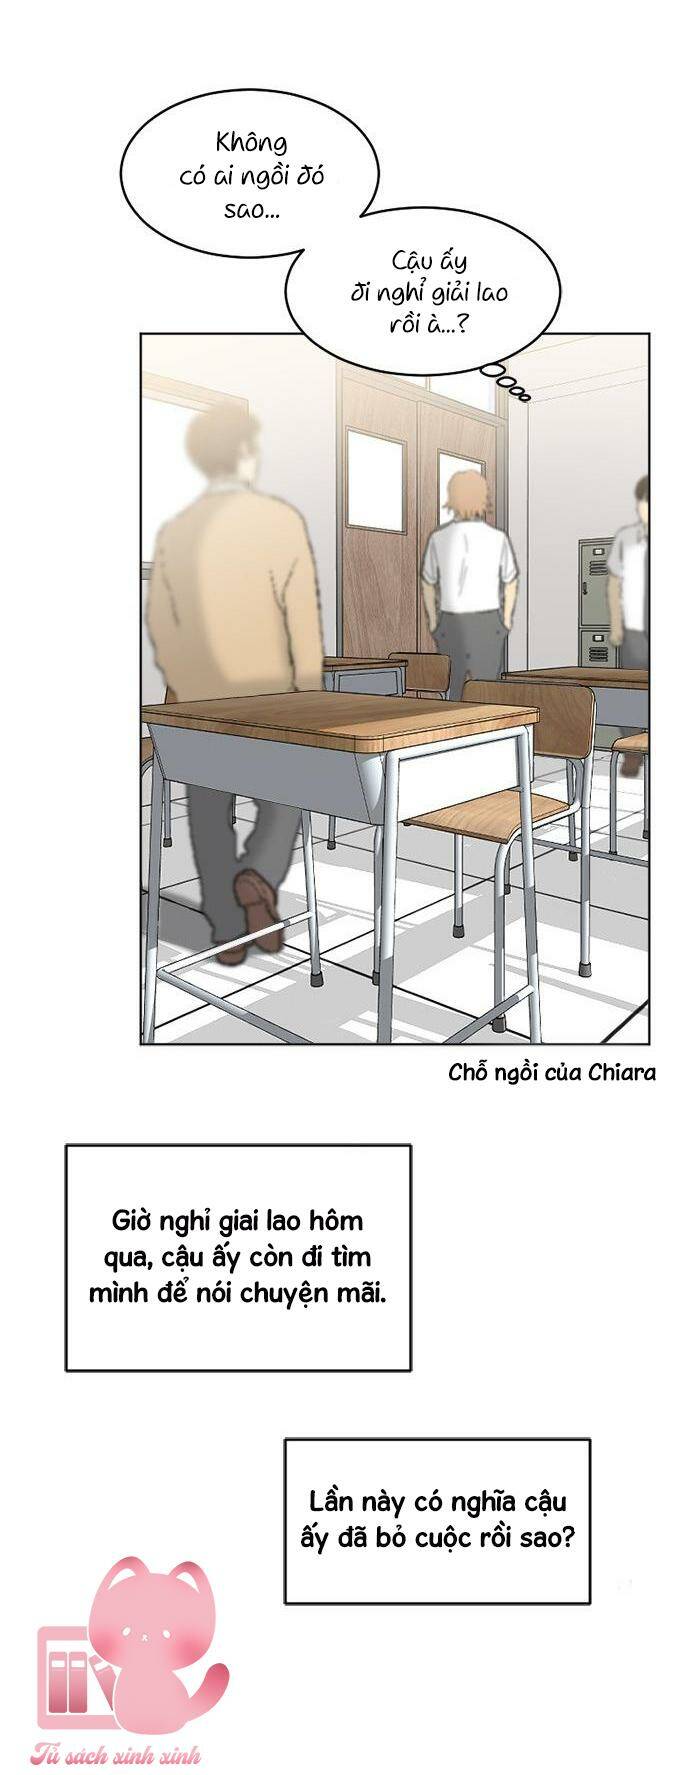 Không
có ai ngồi đó
sao...
Cậu ấy
đi nghỉ giải lao
rồi à...?
Chỗ ngồi của Chiara
Giờ nghỉ giai lao hôm
qua, cậu ấy còn đi tìm
mình để nói chuyện mãi.
Lần này có nghĩa cậu
ấy đã bỏ cuộc rồi sao?
Tủ sách xinh xinh